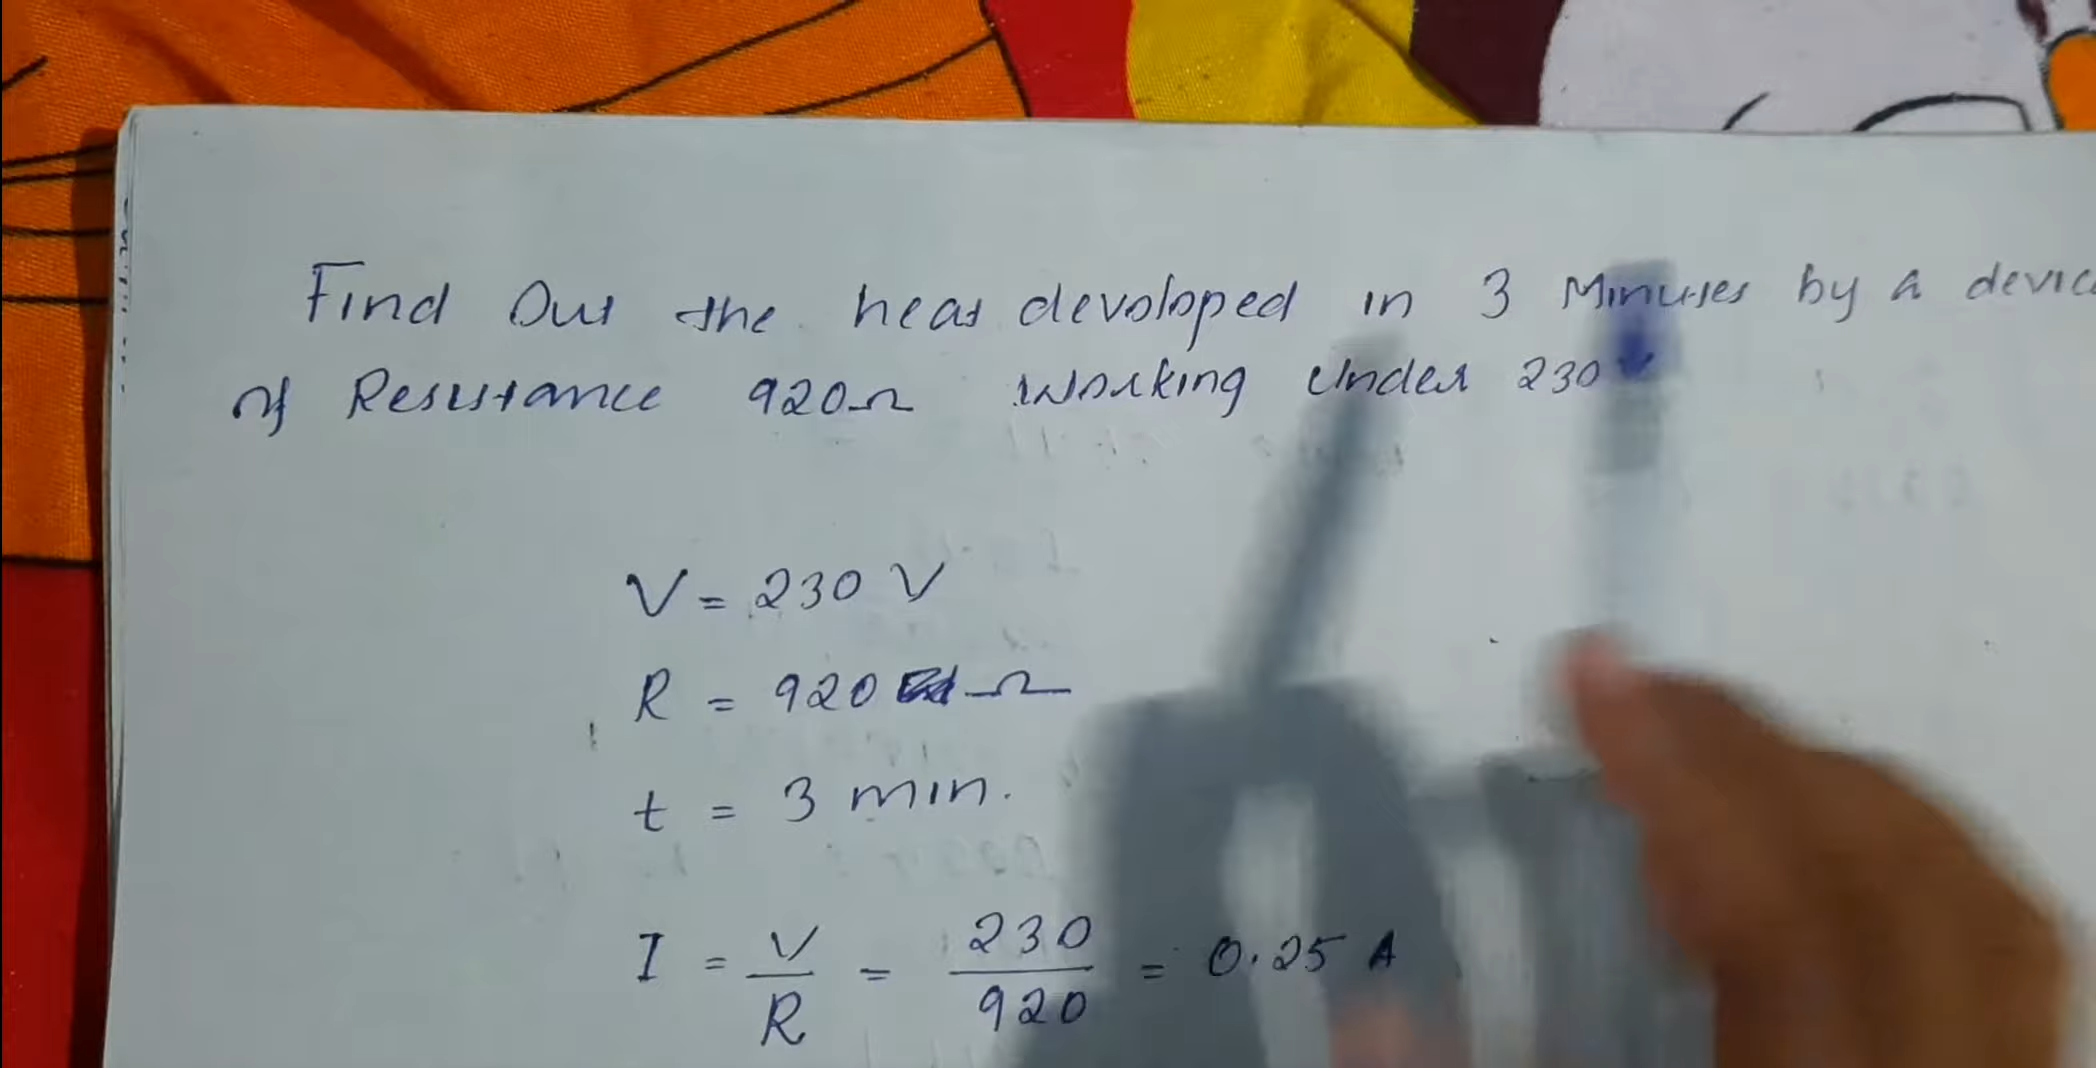 Find Out the heat developed in 3 Minutes by a
of Resistance 920Ω Working Under 230
V = 230 V
R = 920 Ω
t = 3 min.
I = V/R = 230/920 = 0.25 A